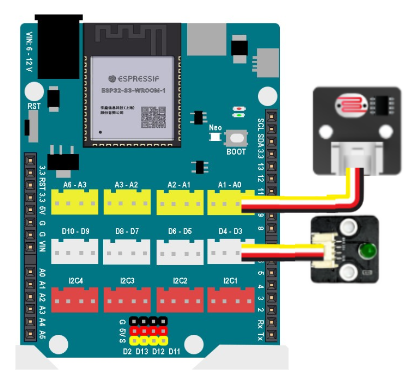 VIN: 6 - 12 V
ESPRESSIF
ESP32-S3-WROOM-1
RST
Neo
BOOT
SCL
SDA
3.3
13
12
11
9
8
5
4
3
2
Rx
Tx
3.3
RST
3.3
5V
G
G
VIN
A0
A1
A2
A3
A4
A5
A6 - A3
A3 - A2
A2 - A1
A1 - A0
D10 - D9
D8 - D7
D6 - D5
D4 - D3
I2C4
I2C3
I2C2
I2C1
G
5V
S
D2 D13 D12 D11